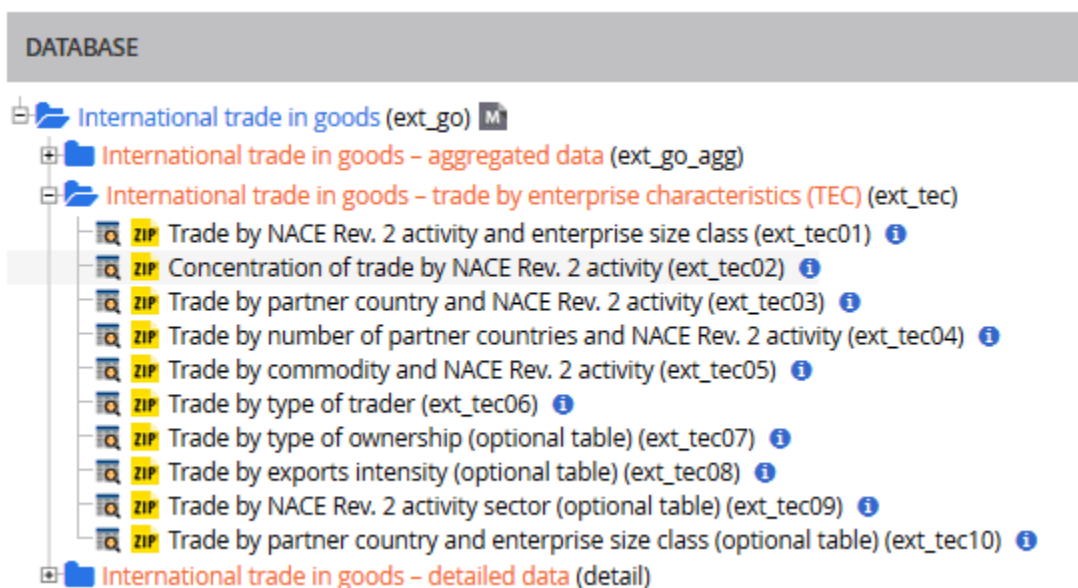 DATABASE
International trade in goods (ext_go) M
International trade in goods – aggregated data (ext_go_agg)
International trade in goods – trade by enterprise characteristics (TEC) (ext_tec)
ZIP Trade by NACE Rev. 2 activity and enterprise size class (ext_tec01) i
ZIP Concentration of trade by NACE Rev. 2 activity (ext_tec02) i
ZIP Trade by partner country and NACE Rev. 2 activity (ext_tec03) i
ZIP Trade by number of partner countries and NACE Rev. 2 activity (ext_tec04) i
ZIP Trade by commodity and NACE Rev. 2 activity (ext_tec05) i
ZIP Trade by type of trader (ext_tec06) i
ZIP Trade by type of ownership (optional table) (ext_tec07) i
ZIP Trade by exports intensity (optional table) (ext_tec08) i
ZIP Trade by NACE Rev. 2 activity sector (optional table) (ext_tec09) i
ZIP Trade by partner country and enterprise size class (optional table) (ext_tec10) i
International trade in goods – detailed data (detail)